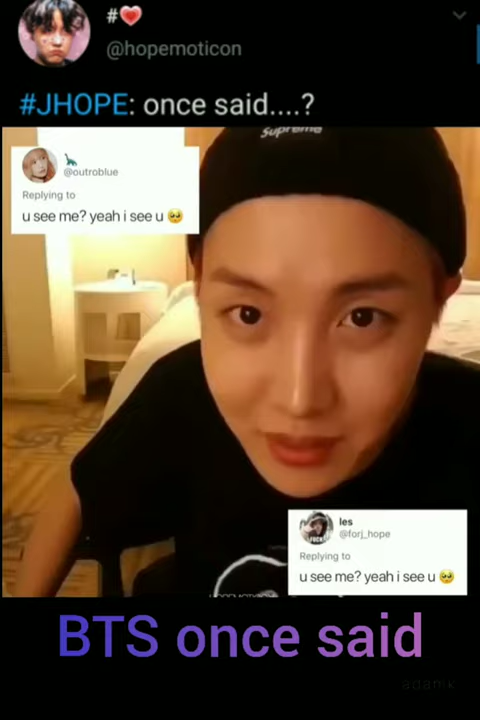 #❤️
@hopemoticon
#JHOPE: once said....?
Supreme
🦕
@outroblue
Replying to
u see me? yeah i see u 🥺
les
@forj_hope
Replying to
u see me? yeah i see u 🥺
BTS once said
adamk